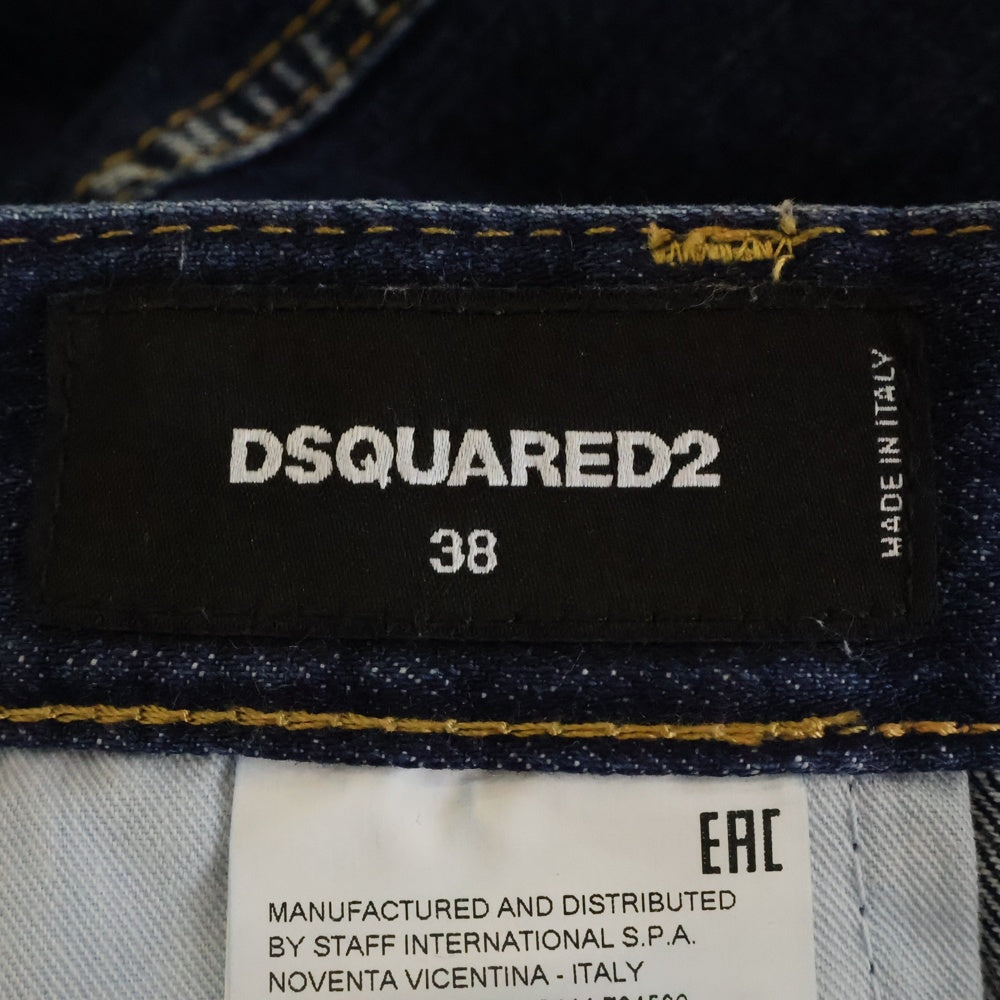 DSQUARED2
38
MADE IN ITALY
EAC
MANUFACTURED AND DISTRIBUTED
BY STAFF INTERNATIONAL S.P.A.
NOVENTA VICENTINA - ITALY